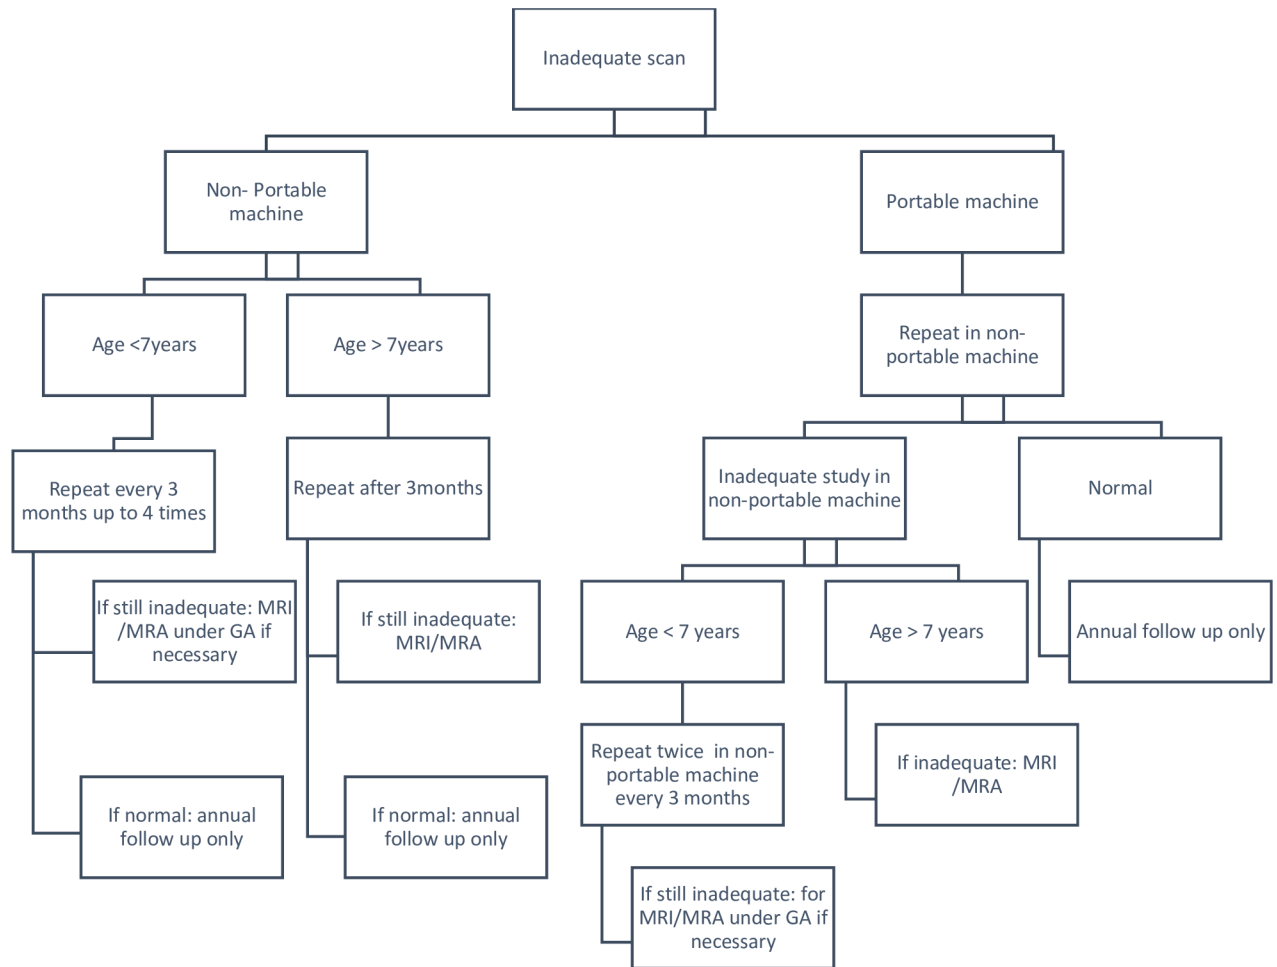 Inadequate scan
Non- Portable
machine
Portable machine
Age <7years
Age > 7years
Repeat in non-
portable machine
Repeat every 3
months up to 4 times
Repeat after 3months
Inadequate study in
non-portable machine
Normal
If still inadequate: MRI
/MRA under GA if
necessary
If still inadequate:
MRI/MRA
Age < 7 years
Age > 7 years
Annual follow up only
If normal: annual
follow up only
If normal: annual
follow up only
Repeat twice in non-
portable machine
every 3 months
If inadequate: MRI
/MRA
If still inadequate: for
MRI/MRA under GA if
necessary